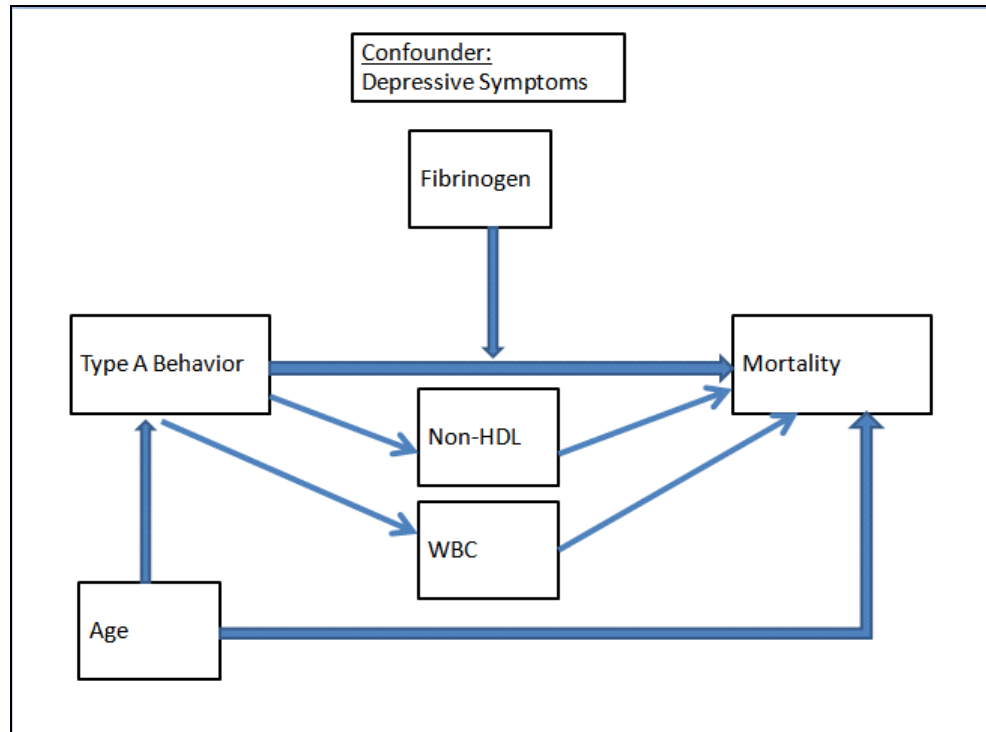 Confounder:
Depressive Symptoms
Fibrinogen
Type A Behavior
Mortality
Non-HDL
WBC
Age